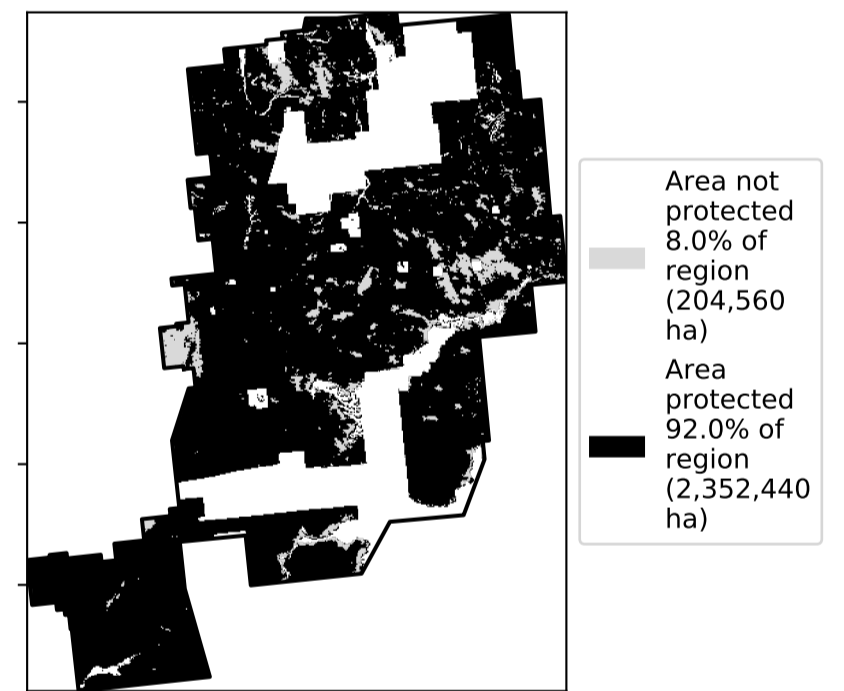 Area not
protected
8.0% of
region
(204,560
ha)
Area
protected
92.0% of
region
(2,352,440
ha)